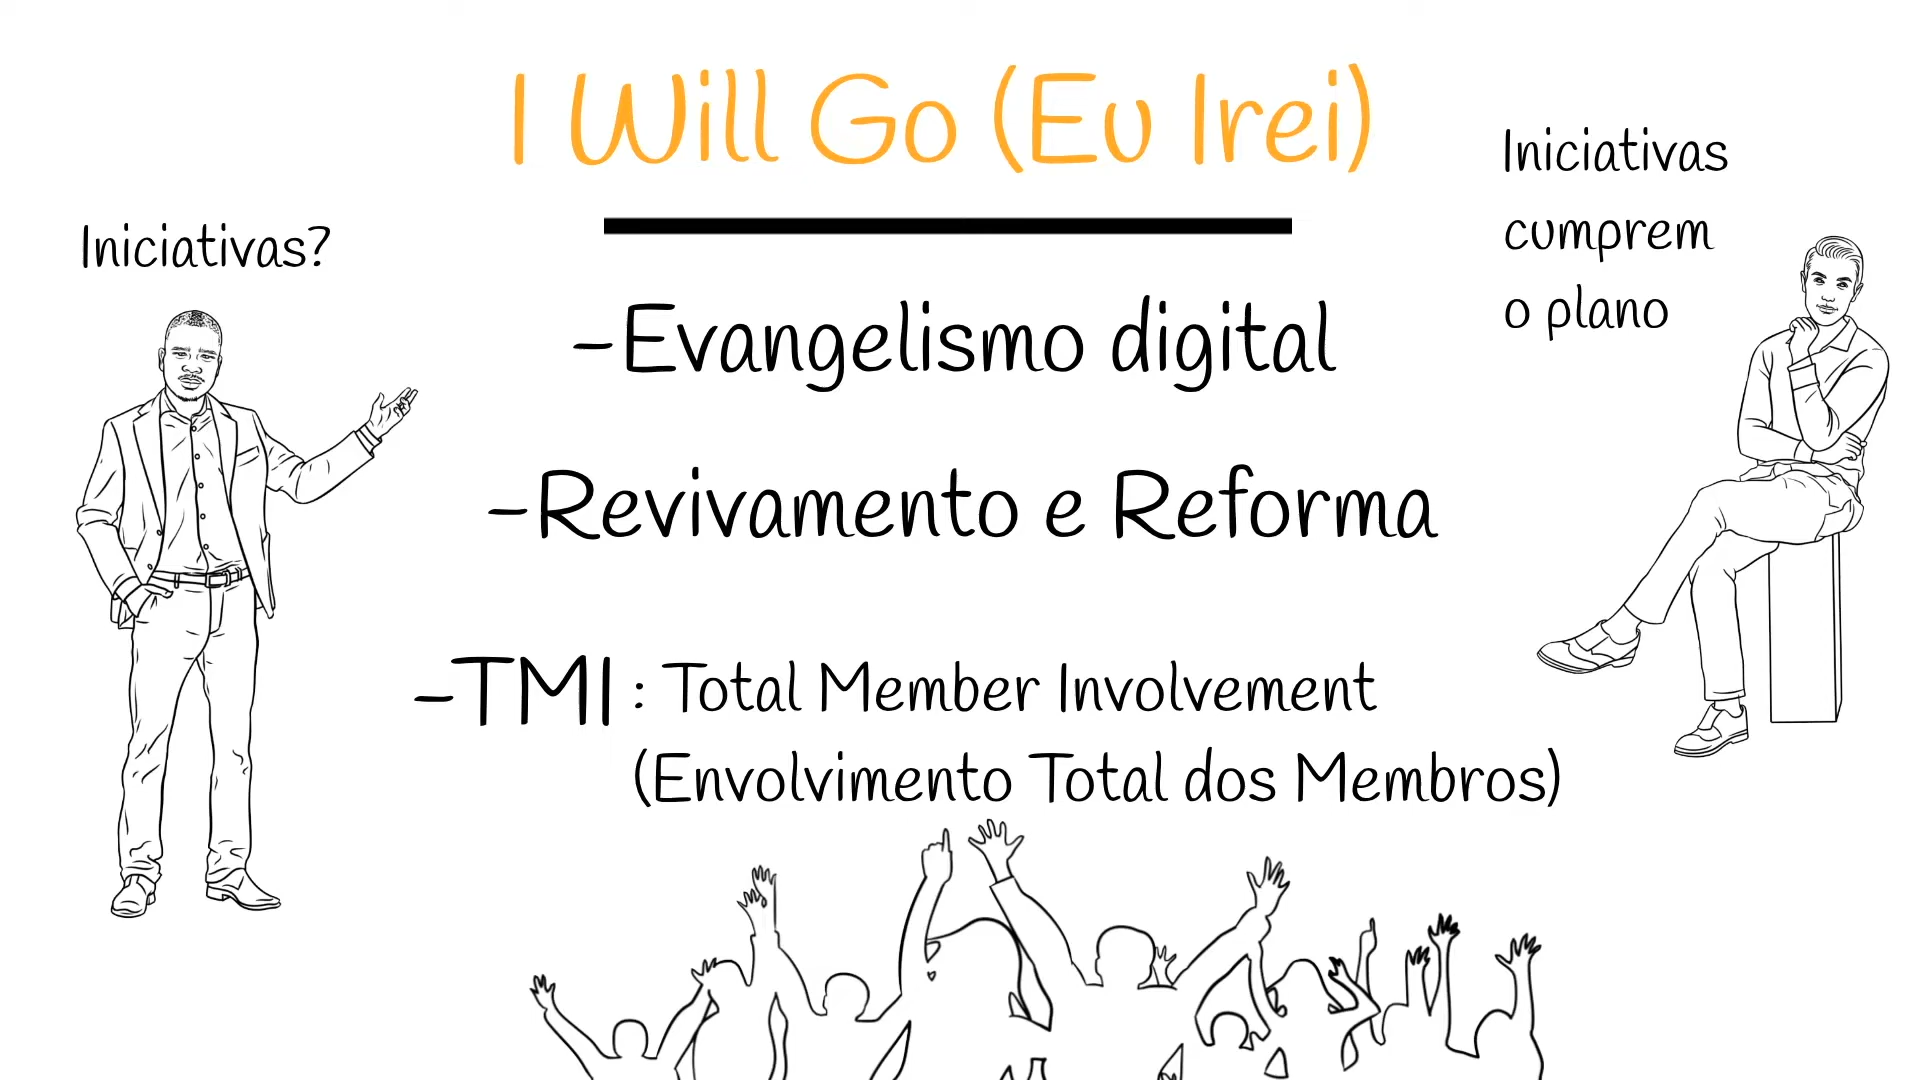 I Will Go (Eu Irei)
Iniciativas?
Iniciativas
cumprem
o plano
-Evangelismo digital
-Revivamento e Reforma
-TMI : Total Member Involvement
(Envolvimento Total dos Membros)